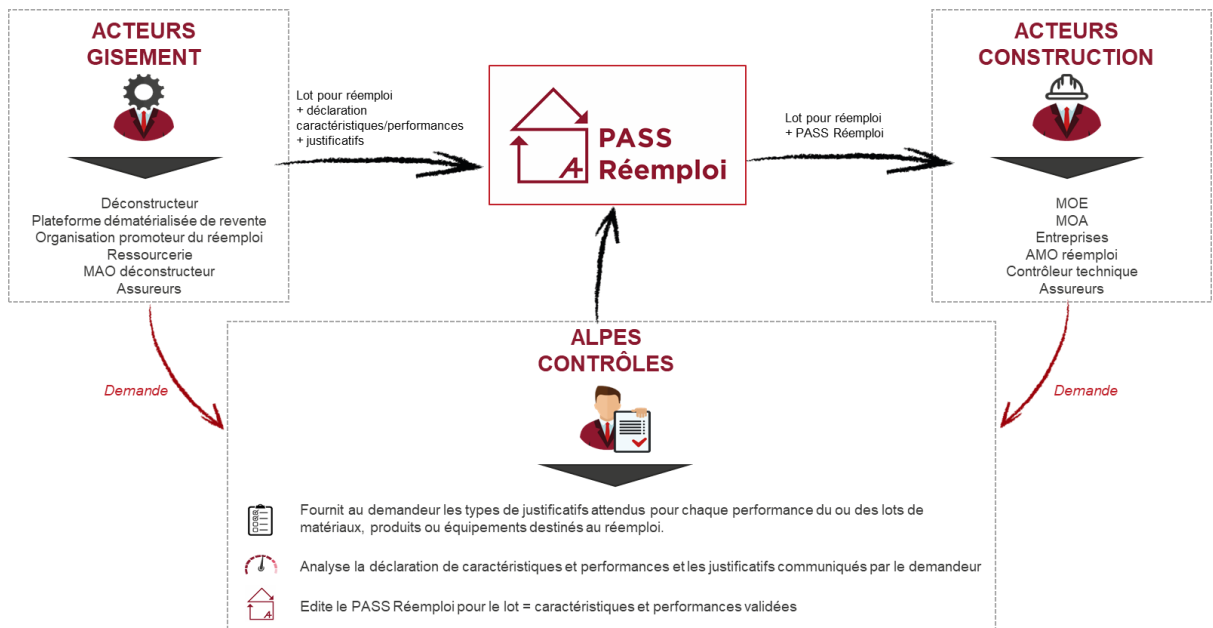 ACTEURS
GISEMENT
Déconstructeur
Plateforme dématérialisée de revente
Organisation promoteur du réemploi
Ressourcerie
MAO déconstructeur
Assureurs
Lot pour réemploi
+ déclaration
caractéristiques/performances
+ justificatifs
PASS
Réemploi
A
Lot pour réemploi
+ PASS Réemploi
ACTEURS
CONSTRUCTION
MOE
MOA
Entreprises
AMO réemploi
Contrôleur technique
Assureurs
Demande
Demande
ALPES
CONTRÔLES
Fournit au demandeur les types de justificatifs attendus pour chaque performance du ou des lots de
matériaux, produits ou équipements destinés au réemploi.
Analyse la déclaration de caractéristiques et performances et les justificatifs communiqués par le demandeur
A
Edite le PASS Réemploi pour le lot = caractéristiques et performances validées